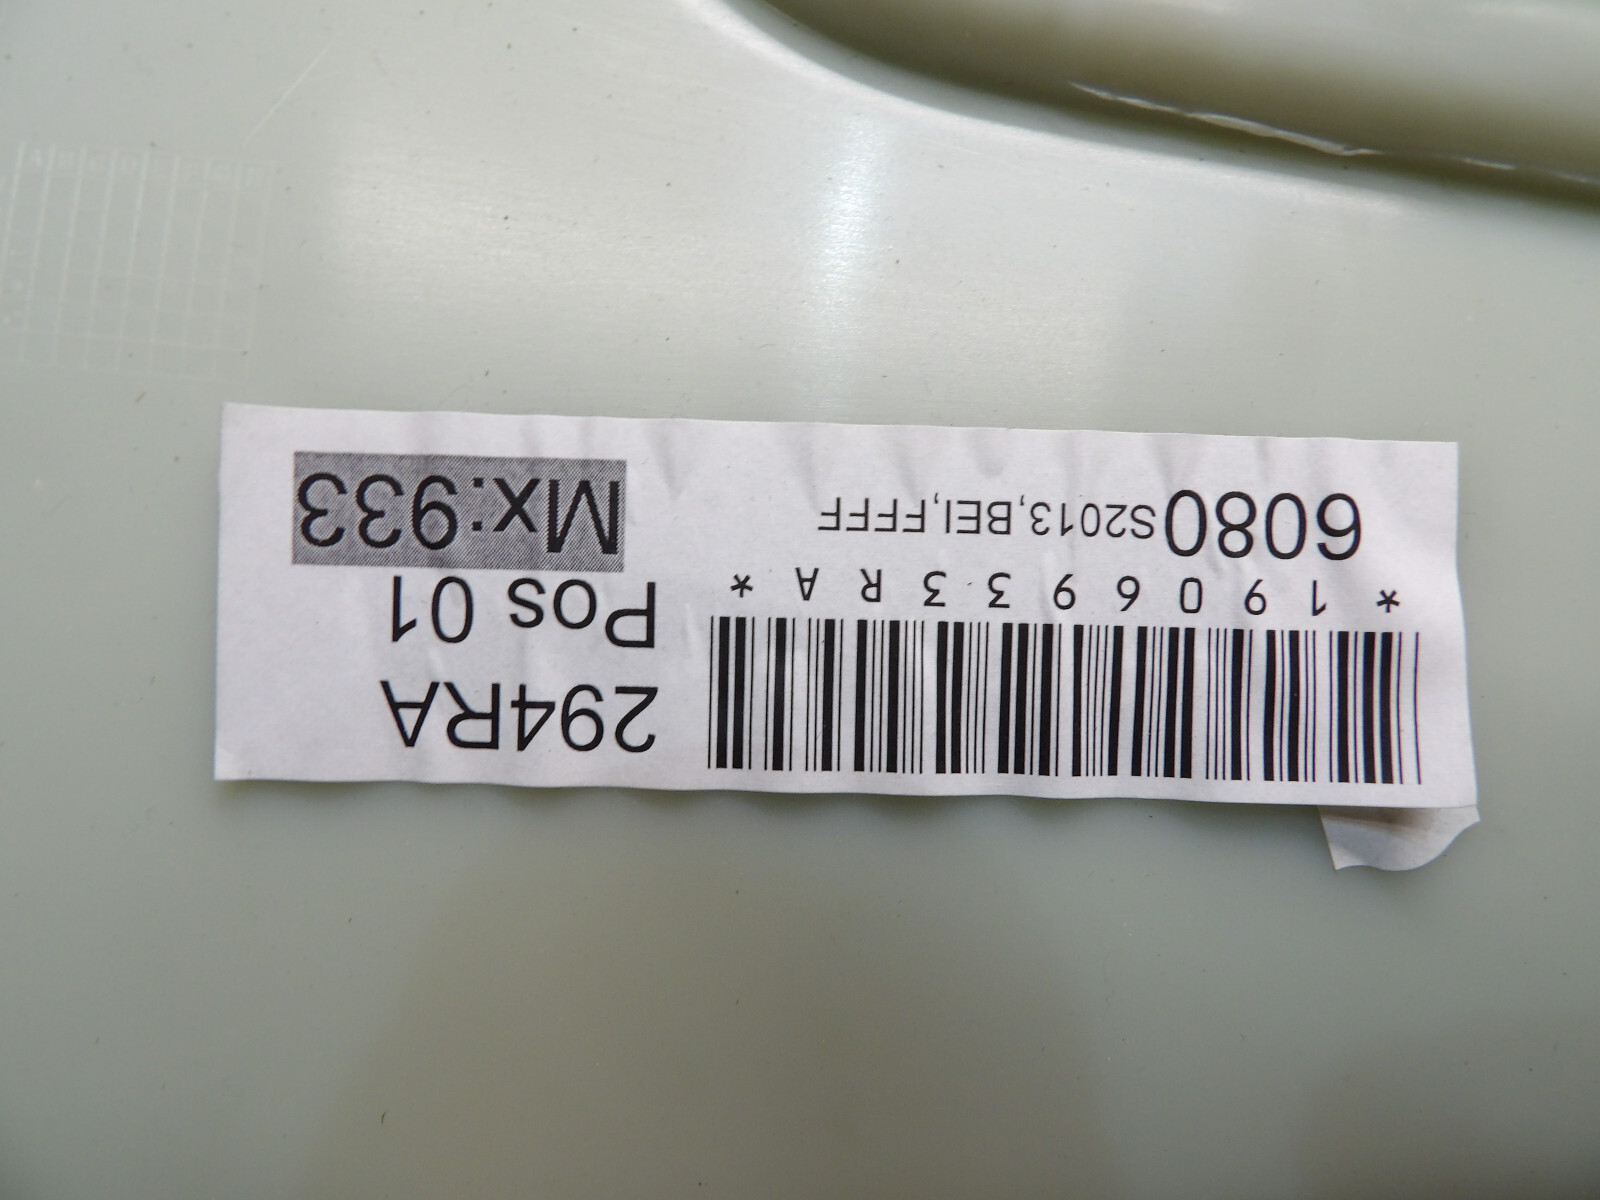 294RA
Pos 01
*1906933RA*
6080S2013,BEI,FFFF
Mx:933